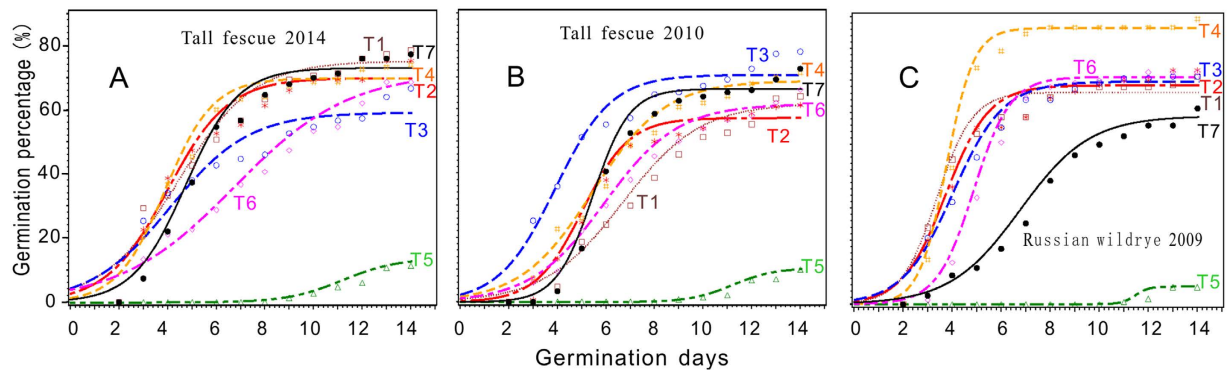 Germination percentage (%)
80
60
40
20
0
Tall fescue 2014
A
T1
T7
T4
T2
T3
T6
T5
0 2 4 6 8 10 12 14
Tall fescue 2010
B
T3
T4
T7
T6
T2
T1
T5
0 2 4 6 8 10 12 14
C
T4
T6
T3
T2
T1
T7
Russian wildrye 2009
T5
0 2 4 6 8 10 12 14
Germination days